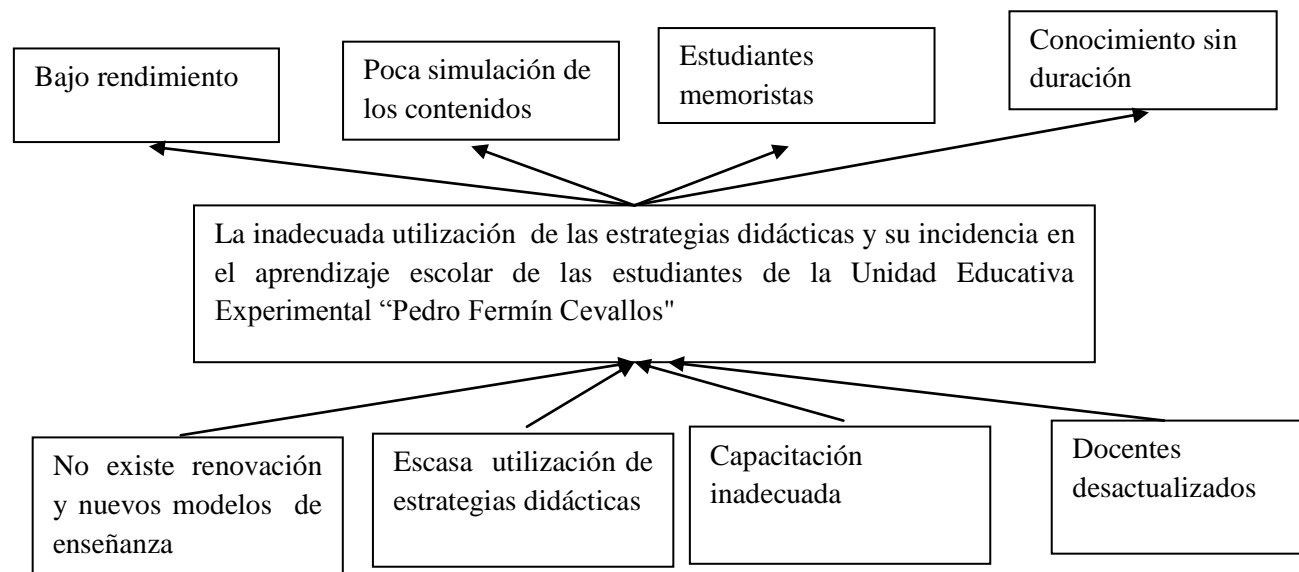 Bajo rendimiento
Poca simulación de
los contenidos
Estudiantes
memoristas
Conocimiento sin
duración
La inadecuada utilización de las estrategias didácticas y su incidencia en
el aprendizaje escolar de las estudiantes de la Unidad Educativa
Experimental “Pedro Fermín Cevallos"
No existe renovación
y nuevos modelos de
enseñanza
Escasa utilización de
estrategias didácticas
Capacitación
inadecuada
Docentes
desactualizados